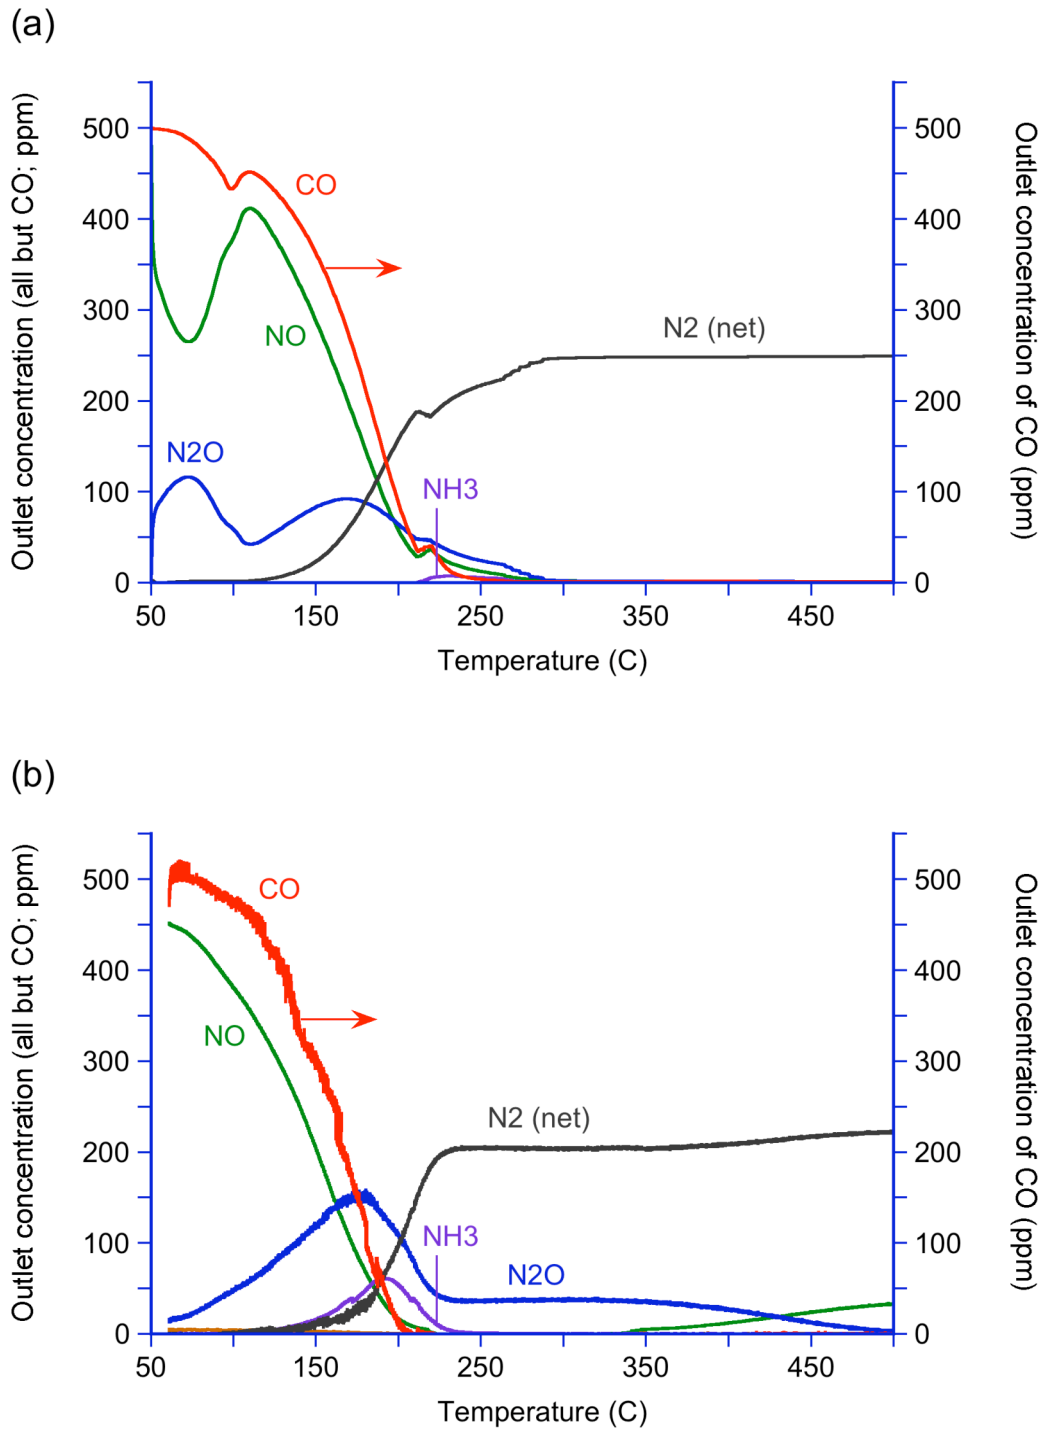 (a)
Outlet concentration (all but CO; ppm)
500
400
300
200
100
0
CO
NO
N2O
N2 (net)
NH3
500
400
300
200
100
0
Outlet concentration of CO (ppm)
50
150
250
350
450
Temperature (C)
(b)
Outlet concentration (all but CO; ppm)
500
400
300
200
100
0
CO
NO
N2 (net)
NH3
N2O
500
400
300
200
100
0
Outlet concentration of CO (ppm)
50
150
250
350
450
Temperature (C)